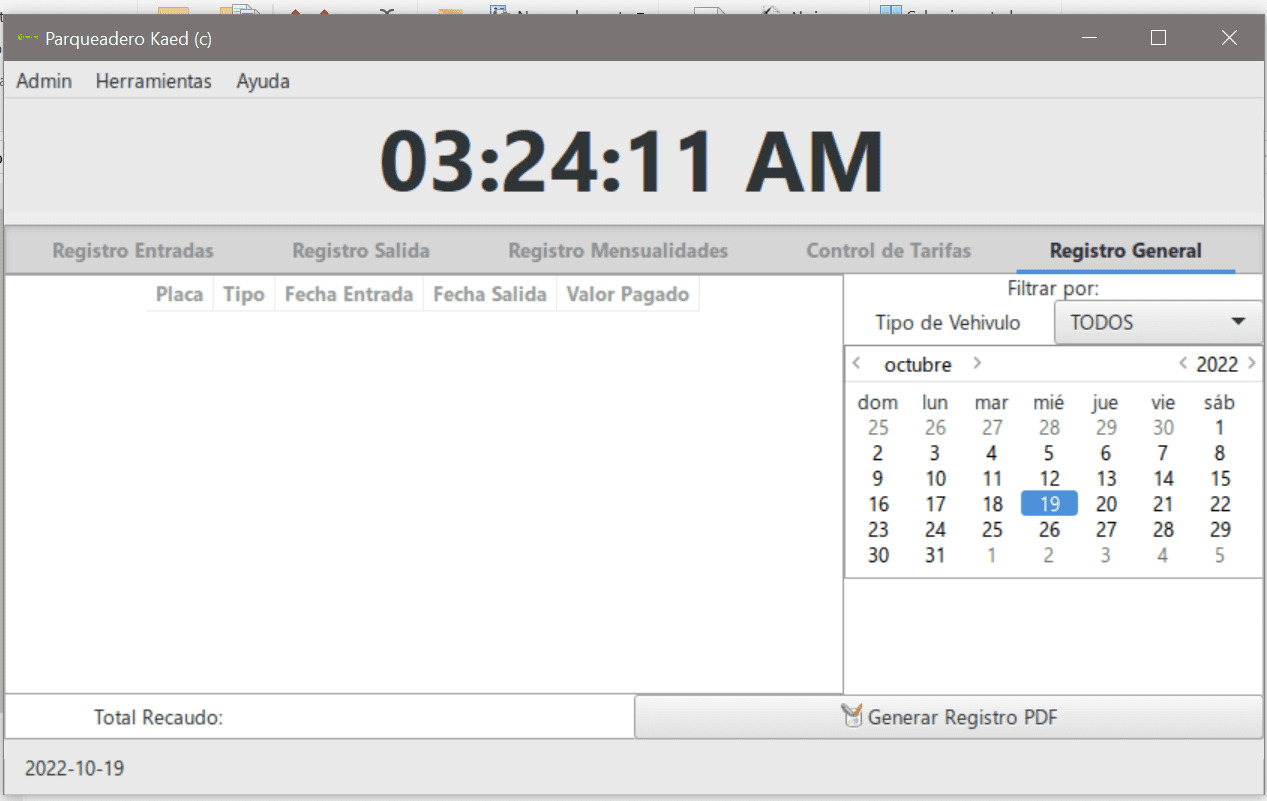 Parqueadero Kaed (c)
Admin Herramientas Ayuda
03:24:11 AM
Registro Entradas Registro Salida Registro Mensualidades Control de Tarifas Registro General
Placa Tipo Fecha Entrada Fecha Salida Valor Pagado
Filtrar por:
Tipo de Vehivulo TODOS
< octubre > < 2022 >
dom lun mar mié jue vie sáb
25 26 27 28 29 30 1
2 3 4 5 6 7 8
9 10 11 12 13 14 15
16 17 18 19 20 21 22
23 24 25 26 27 28 29
30 31 1 2 3 4 5
Total Recaudo: Generar Registro PDF
2022-10-19